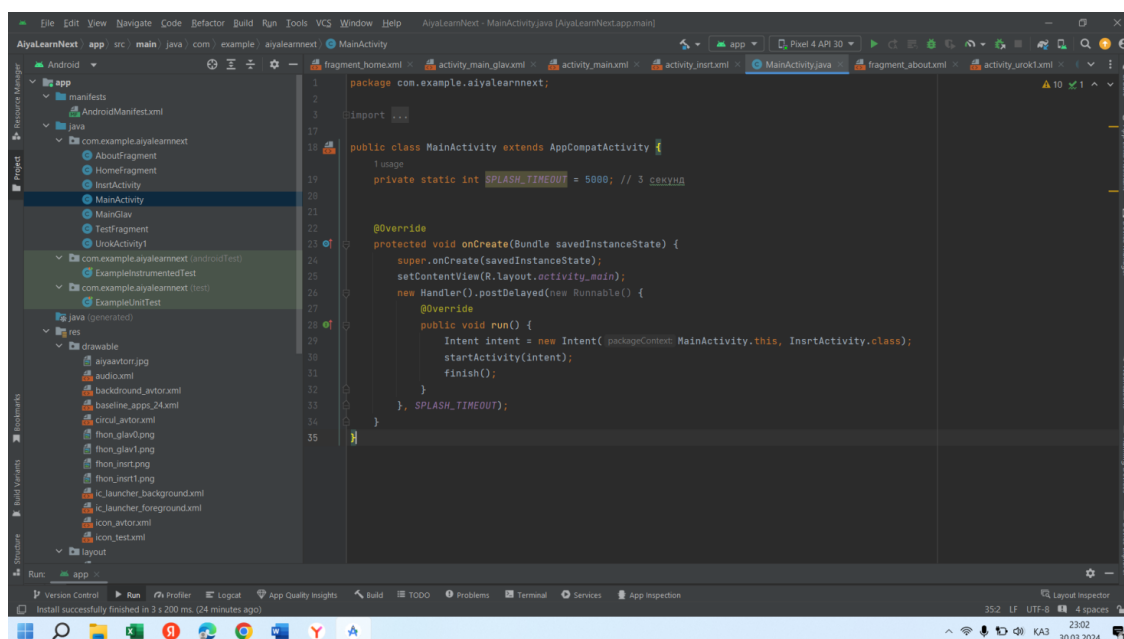 File Edit View Navigate Code Refactor Build Run Tools VCS Window Help AiyaLearnNext - MainActivity.java [AiyaLearnNext.app.main]
AiyaLearnNext app src main java com example aiyalearnnext MainActivity
app Pixel 4 API 30
Android
fragment_home.xml activity_main_glav.xml activity_main.xml activity_insrt.xml MainActivity.java fragment_about.xml activity_urok1.xml
Resource Manager
Project
Bookmarks
Build Variants
Structure
app
manifests
AndroidManifest.xml
java
com.example.aiyalearnnext
AboutFragment
HomeFragment
InsrtActivity
MainActivity
MainGlav
TestFragment
UrokActivity1
com.example.aiyalearnnext (androidTest)
ExampleInstrumentedTest
com.example.aiyalearnnext (test)
ExampleUnitTest
java (generated)
res
drawable
aiyaavtorr.jpg
audio.xml
backdround_avtor.xml
baseline_apps_24.xml
circul_avtor.xml
fhon_glav0.png
fhon_glav1.png
fhon_insrt.png
fhon_insrt1.png
ic_launcher_background.xml
ic_launcher_foreground.xml
icon_avtor.xml
icon_test.xml
layout
10 1
1 package com.example.aiyalearnnext;
2
3 import ...
17
18 public class MainActivity extends AppCompatActivity {
1 usage
19 private static int SPLASH_TIMEOUT = 5000; // 3 секунд
20
21
22 @Override
23 protected void onCreate(Bundle savedInstanceState) {
24 super.onCreate(savedInstanceState);
25 setContentView(R.layout.activity_main);
26 new Handler().postDelayed(new Runnable() {
27 @Override
28 public void run() {
29 Intent intent = new Intent( packageContext: MainActivity.this, InsrtActivity.class);
30 startActivity(intent);
31 finish();
32 }
33 }, SPLASH_TIMEOUT);
34 }
35 }
Run: app
Version Control Run Profiler Logcat App Quality Insights Build TODO Problems Terminal Services App Inspection Layout Inspector
Install successfully finished in 3 s 200 ms. (24 minutes ago) 35:2 LF UTF-8 4 spaces
ҚАЗ 23:02
30.03.2024